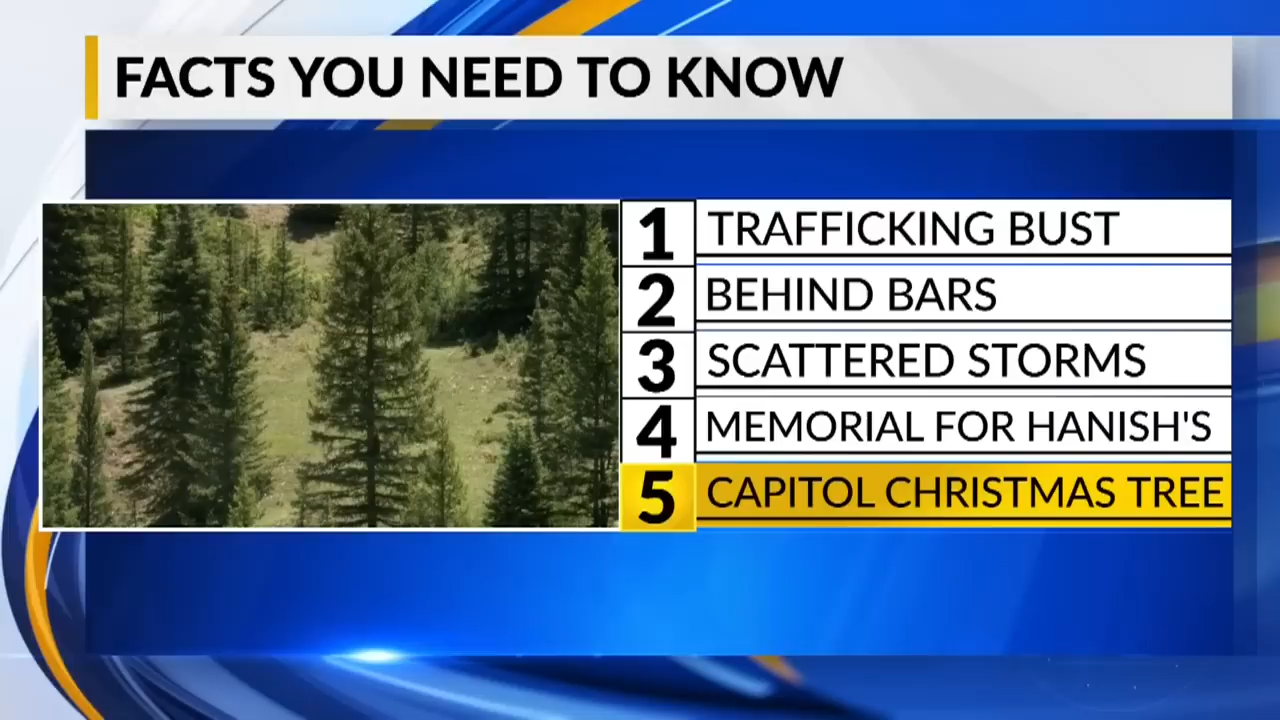 FACTS YOU NEED TO KNOW
1 TRAFFICKING BUST
2 BEHIND BARS
3 SCATTERED STORMS
4 MEMORIAL FOR HANISH'S
5 CAPITOL CHRISTMAS TREE